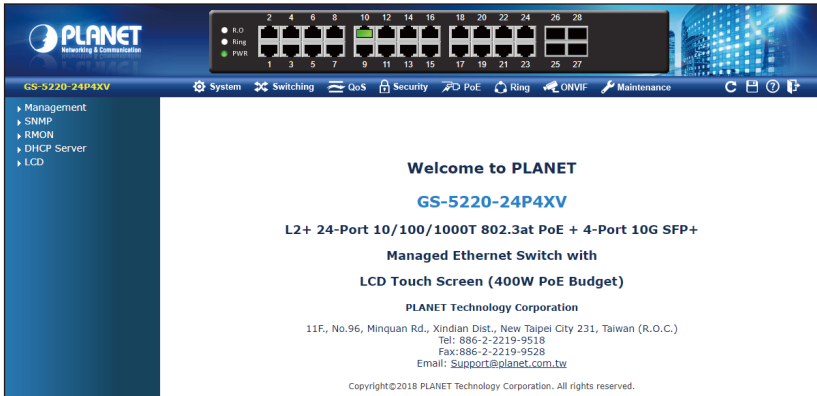 PLANET
Networking & Communication
R.O
Ring
PWR
2 4 6 8 10 12 14 16 18 20 22 24 26 28
1 3 5 7 9 11 13 15 17 19 21 23 25 27
GS-5220-24P4XV
System Switching QoS Security PoE Ring ONVIF Maintenance
Management
SNMP
RMON
DHCP Server
LCD
Welcome to PLANET
GS-5220-24P4XV
L2+ 24-Port 10/100/1000T 802.3at PoE + 4-Port 10G SFP+
Managed Ethernet Switch with
LCD Touch Screen (400W PoE Budget)
PLANET Technology Corporation
11F., No.96, Minquan Rd., Xindian Dist., New Taipei City 231, Taiwan (R.O.C.)
Tel: 886-2-2219-9518
Fax:886-2-2219-9528
Email: Support@planet.com.tw
Copyright©2018 PLANET Technology Corporation. All rights reserved.